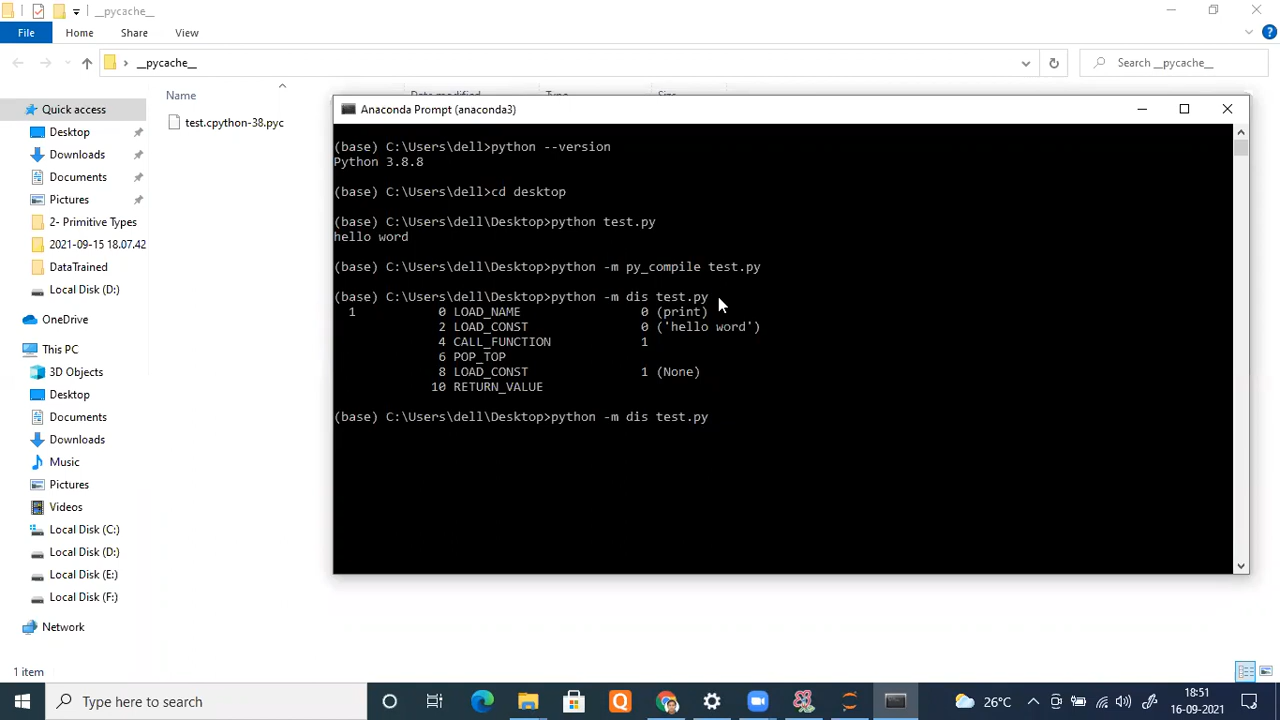 __pycache__
File Home Share View
__pycache__
Search __pycache__
Name
Quick access
Desktop
Downloads
Documents
Pictures
2- Primitive Types
2021-09-15 18.07.42
DataTrained
Local Disk (D:)
OneDrive
This PC
3D Objects
Desktop
Documents
Downloads
Music
Pictures
Videos
Local Disk (C:)
Local Disk (D:)
Local Disk (E:)
Local Disk (F:)
Network
test.cpython-38.pyc
Anaconda Prompt (anaconda3)
(base) C:\Users\dell>python --version
Python 3.8.8
(base) C:\Users\dell>cd desktop
(base) C:\Users\dell\Desktop>python test.py
hello word
(base) C:\Users\dell\Desktop>python -m py_compile test.py
(base) C:\Users\dell\Desktop>python -m dis test.py
1 0 LOAD_NAME 0 (print)
2 LOAD_CONST 0 ('hello word')
4 CALL_FUNCTION 1
6 POP_TOP
8 LOAD_CONST 1 (None)
10 RETURN_VALUE
(base) C:\Users\dell\Desktop>python -m dis test.py
1 item
Type here to search
26°C
18:51
16-09-2021